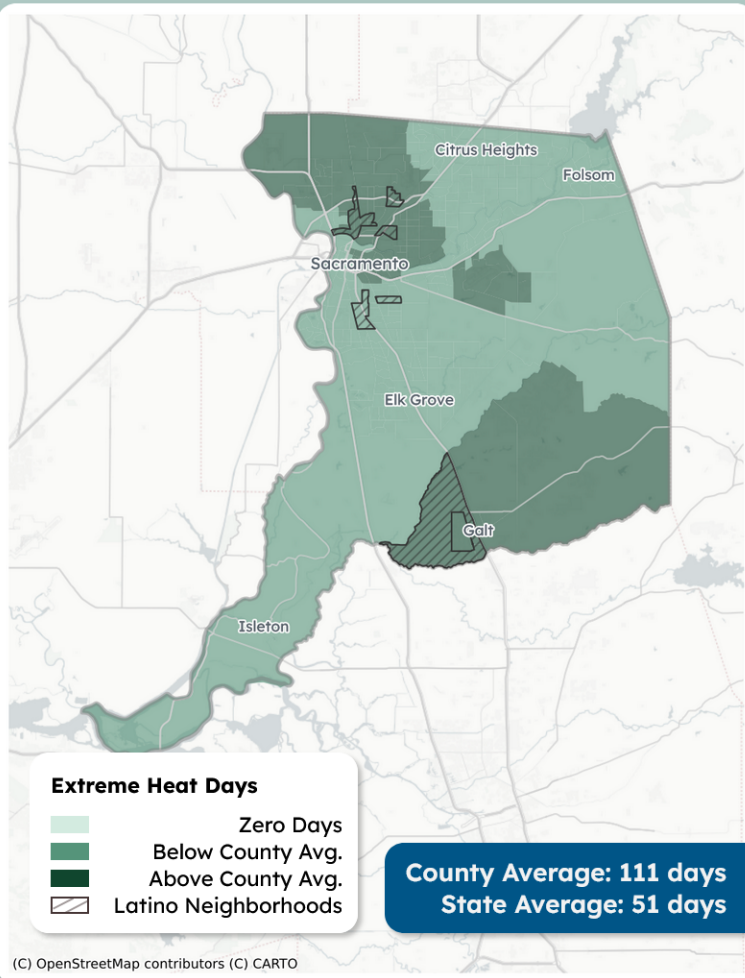 Citrus Heights
Folsom
Sacramento
Elk Grove
Galt
Isleton
Extreme Heat Days
Zero Days
Below County Avg.
Above County Avg.
Latino Neighborhoods
County Average: 111 days
State Average: 51 days
(C) OpenStreetMap contributors (C) CARTO